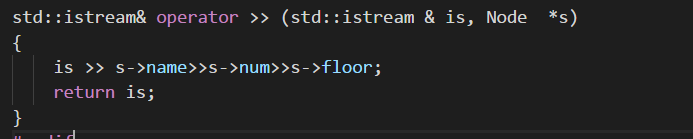 std::istream& operator >> (std::istream & is, Node  *s)
{
    is >> s->name>>s->num>>s->floor;
    return is;
}